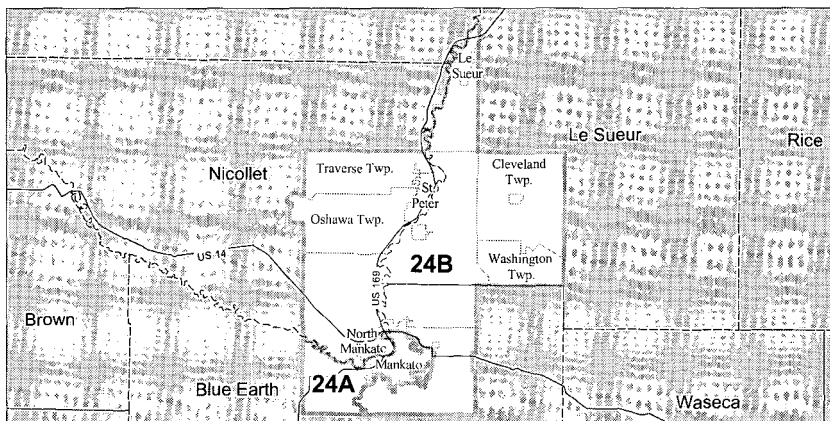 Le
Sueur
Le Sueur
Rice
Nicollet
Traverse Twp.
Cleveland
Twp.
St.
Peter
Oshawa Twp.
US 14
24B
Washington
Twp.
US 169
Brown
North
Mankato
Mankato
24A
Blue Earth
Waseca